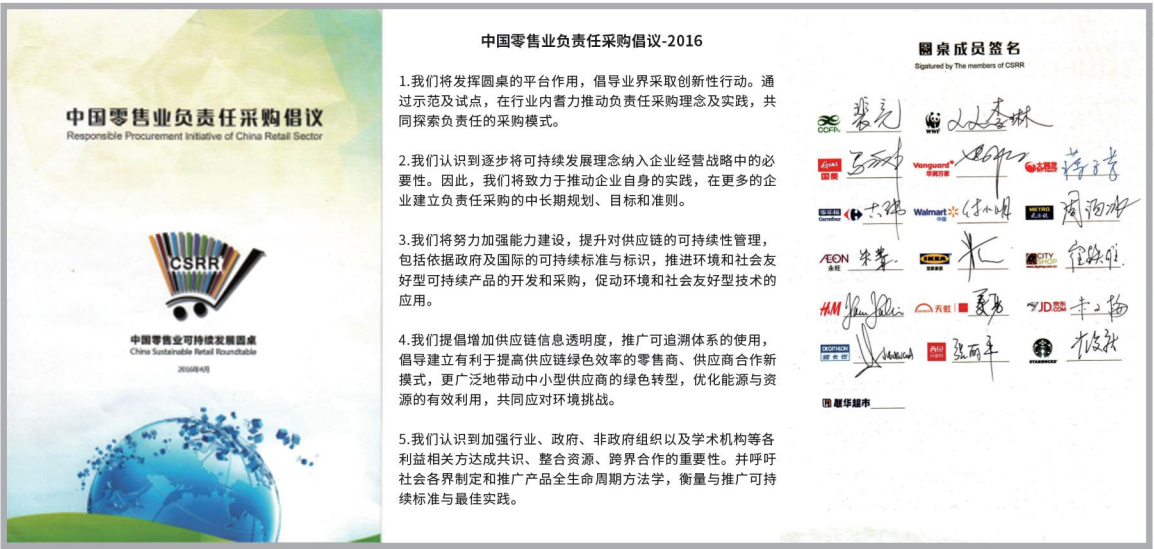 中国零售业负责任采购倡议
Responsible Procurement Initiative of China Retail Sector
CSRR
中国零售业可持续发展圆桌
China Sustainable Retail Roundtable
2016年4月
中国零售业负责任采购倡议-2016
1.我们将发挥圆桌的平台作用，倡导业界采取创新性行动。通
过示范及试点，在行业内耆力推动负责任采购理念及实践，共
同探索负责任的采购模式。
2.我们认识到逐步将可持续发展理念纳入企业经营战略中的必
要性。因此，我们将致力于推动企业自身的实践，在更多的企
业建立负责任采购的中长期规划、目标和准则。
3.我们将努力加强能力建设，提升对供应链的可持续性管理，
包括依据政府及国际的可持续标准与标识，推进环境和社会友
好型可持续产品的开发和采购，促动环境和社会友好型技术的
应用。
4.我们提倡增加供应链信息透明度，推广可追溯体系的使用，
倡导建立有利于提高供应链绿色效率的零售商、供应商合作新
摸式，更广泛地带动中小型供应商的绿色转型，优化能源与资
源的有效利用，共同应对环境挑战。
5.我们认识到加强行业、政府、非政府组织以及学术机构等各
利益相关方达成共识、整合资源、跨界合作的重要性。并呼吁
社会各界制定和推广产品全生命周期方法学，衡量与推广可持
续标准与最佳实践。
圆桌成员签名
Sigatured by The members of CSRR
CCFA 裴亮 WWF
国美 Vanguard 华润万家 大润发
家乐福 Carrefour Walmart 中国 付小明 METRO 麦德龙
AEON 永旺 IKEA 宜家家居 CITY SHOP
H&M 天虹 JD.COM 京东
DECATHLON 迪卡侬 西贝 张丽平 STARBUCKS
联华超市